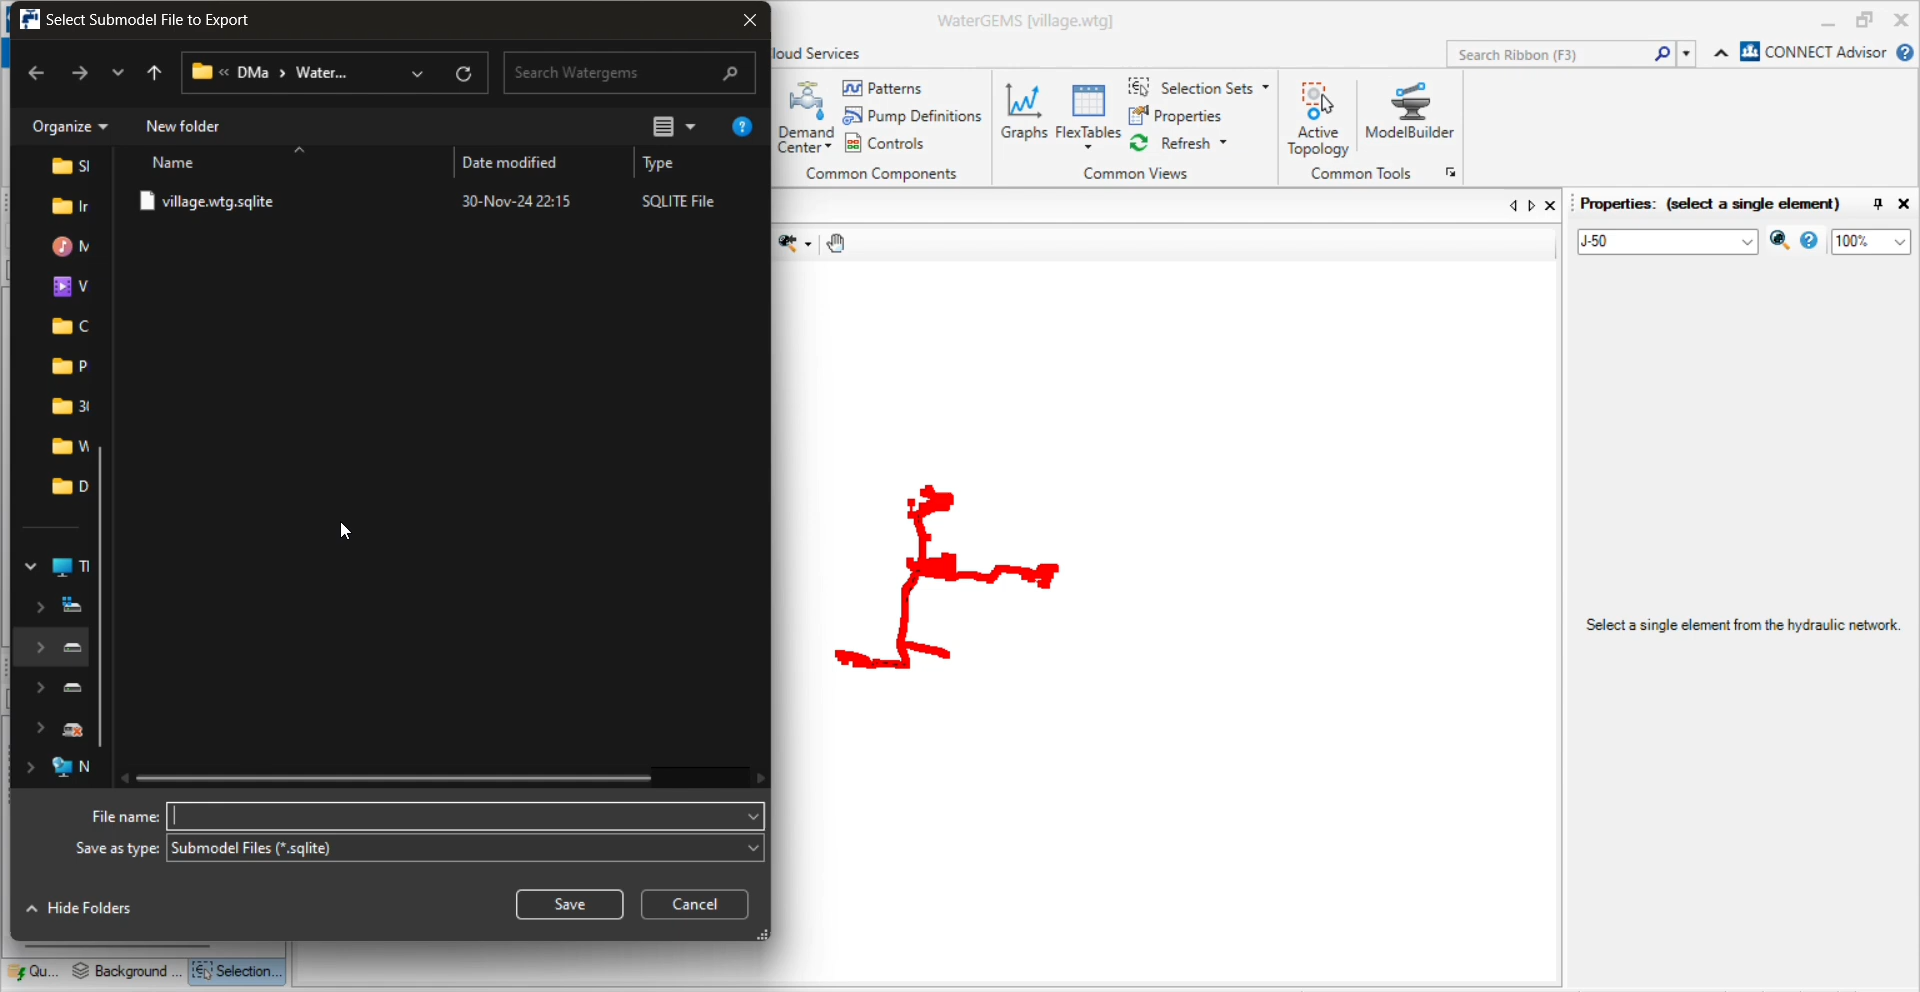 Select Submodel File to Export
WaterGEMS [village.wtg]
loud Services
Search Ribbon (F3)
CONNECT Advisor
« DMa › Water...
Search Watergems
Organize
New folder
Demand Center
Patterns
Pump Definitions
Controls
Common Components
Graphs
FlexTables
Selection Sets
Properties
Refresh
Common Views
Active Topology
ModelBuilder
Common Tools
Name
Date modified
Type
village.wtg.sqlite
30-Nov-24 22:15
SQLITE File
Properties: (select a single element)
J-50
100%
Select a single element from the hydraulic network.
M
V
C
P
D
N
File name:
Save as type:
Submodel Files (*.sqlite)
Hide Folders
Save
Cancel
Qu...
Background ...
Selection...